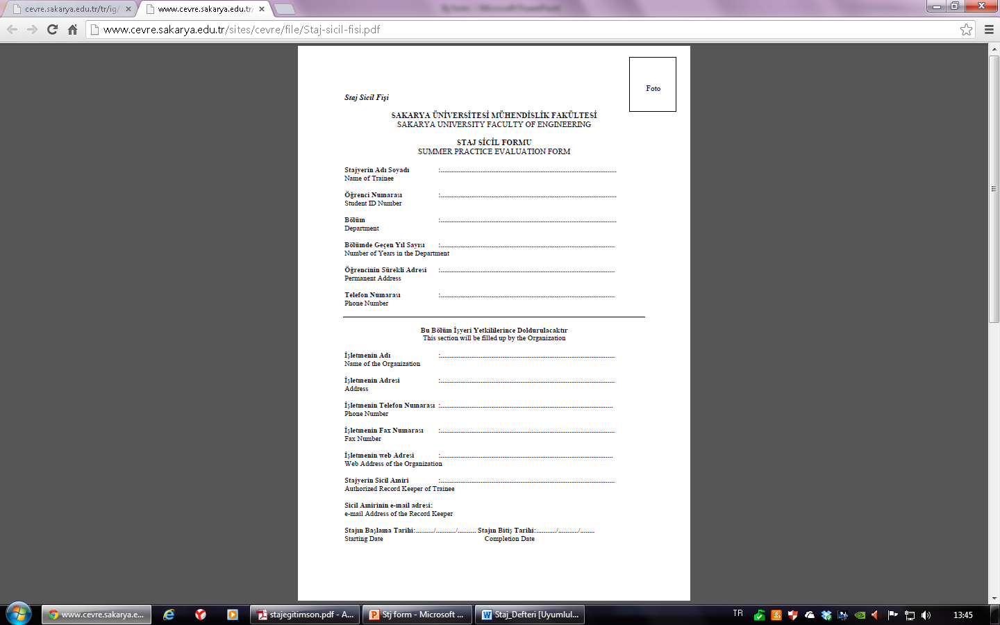 cevre.sakarya.edu.tr/tr/ig/
www.cevre.sakarya.edu.tr/
Stj form - Microsoft PowerPoint
www.cevre.sakarya.edu.tr/sites/cevre/file/Staj-sicil-fisi.pdf
Foto
Staj Sicil Fişi
SAKARYA ÜNİVERSİTESİ MÜHENDİSLİK FAKÜLTESİ
SAKARYA UNIVERSITY FACULTY OF ENGINEERING
STAJ SİCİL FORMU
SUMMER PRACTICE EVALUATION FORM
Stajyerin Adı Soyadı :..........................................................................................
Name of Trainee
Öğrenci Numarası :..........................................................................................
Student ID Number
Bölüm :..........................................................................................
Department
Bölümde Geçen Yıl Sayısı :..........................................................................................
Number of Years in the Department
Öğrencinin Sürekli Adresi :..........................................................................................
Permanent Address
Telefon Numarası :..........................................................................................
Phone Number
Bu Bölüm İşyeri Yetkililerince Doldurulacaktır
This section will be filled up by the Organization
İşletmenin Adı :..........................................................................................
Name of the Organization
İşletmenin Adresi :..........................................................................................
Address
İşletmenin Telefon Numarası :..........................................................................................
Phone Number
İşletmenin Fax Numarası :..........................................................................................
Fax Number
İşletmenin web Adresi :..........................................................................................
Web Address of the Organization
Stajyerin Sicil Amiri :..........................................................................................
Authorized Record Keeper of Trainee
Sicil Amirinin e-mail adresi:
e-mail Address of the Record Keeper
Stajın Başlama Tarihi:........../.........../.......... Stajın Bitiş Tarihi:.........../.........../........
Starting Date Completion Date
www.cevre.sakarya.e...
stajegitimson.pdf - A...
Stj form - Microsoft ...
Staj_Defteri [Uyumlul...
TR
13:45